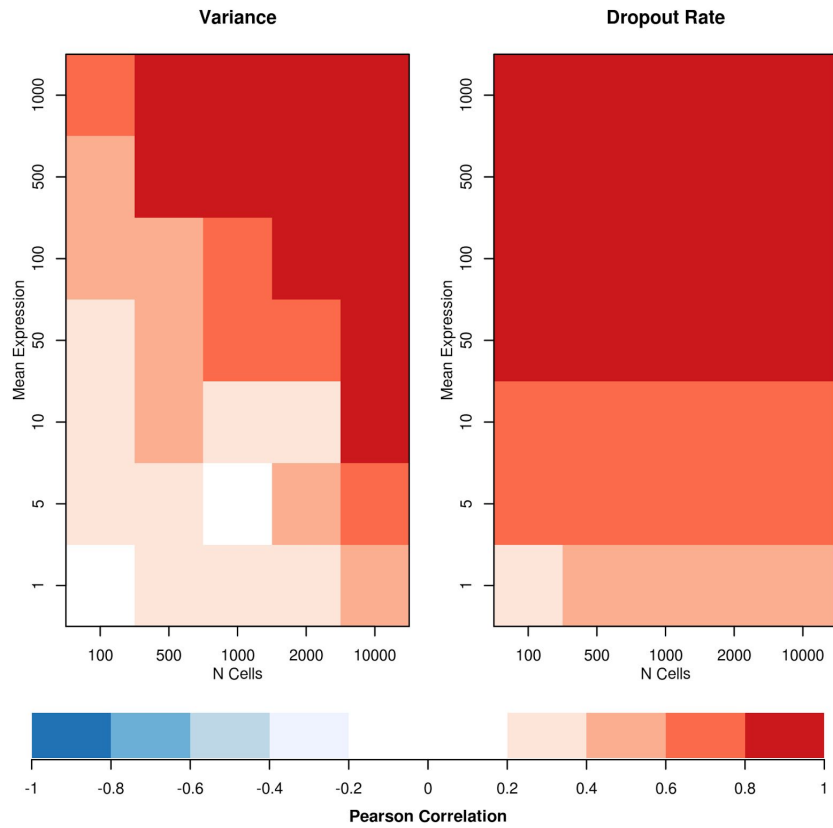 Variance
Mean Expression
1000
500
100
50
10
5
1
100 500 1000 2000 10000
N Cells
Dropout Rate
Mean Expression
1000
500
100
50
10
5
1
100 500 1000 2000 10000
N Cells
-1 -0.8 -0.6 -0.4 -0.2 0 0.2 0.4 0.6 0.8 1
Pearson Correlation